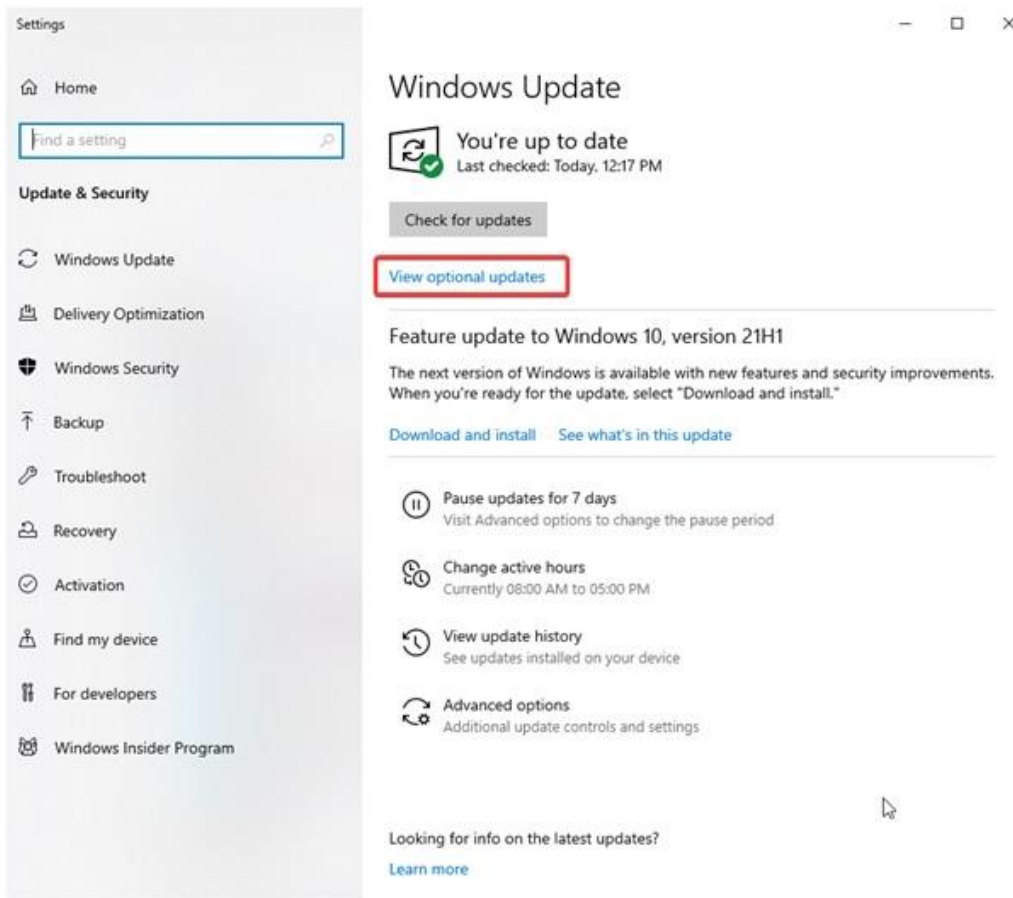 Settings
Home
Find a setting
Update & Security
Windows Update
Delivery Optimization
Windows Security
Backup
Troubleshoot
Recovery
Activation
Find my device
For developers
Windows Insider Program
Windows Update
You're up to date
Last checked: Today, 12:17 PM
Check for updates
View optional updates
Feature update to Windows 10, version 21H1
The next version of Windows is available with new features and security improvements.
When you're ready for the update, select "Download and install."
Download and install See what's in this update
Pause updates for 7 days
Visit Advanced options to change the pause period
Change active hours
Currently 08:00 AM to 05:00 PM
View update history
See updates installed on your device
Advanced options
Additional update controls and settings
Looking for info on the latest updates?
Learn more